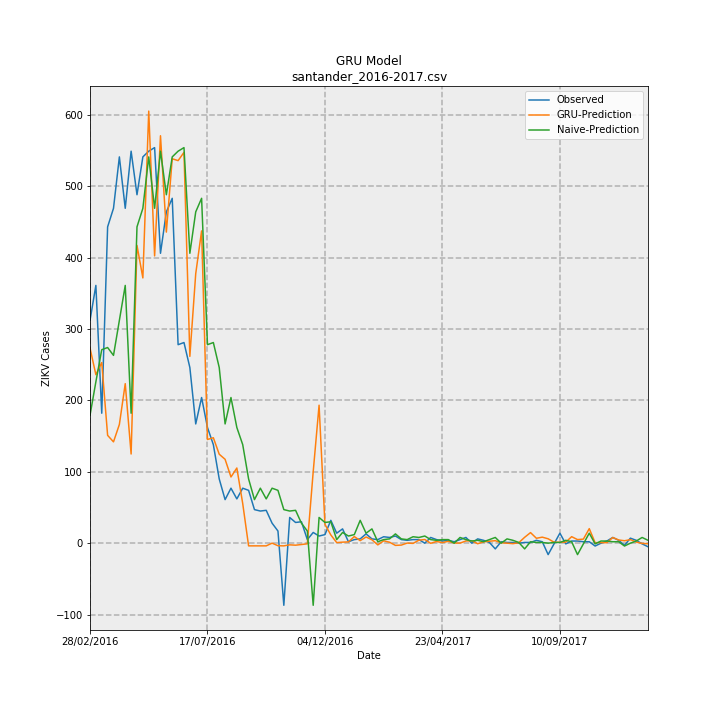 GRU Model
santander_2016-2017.csv
Observed
GRU-Prediction
Naive-Prediction
600
500
400
300
200
100
0
−100
ZIKV Cases
28/02/2016 17/07/2016 04/12/2016 23/04/2017 10/09/2017
Date